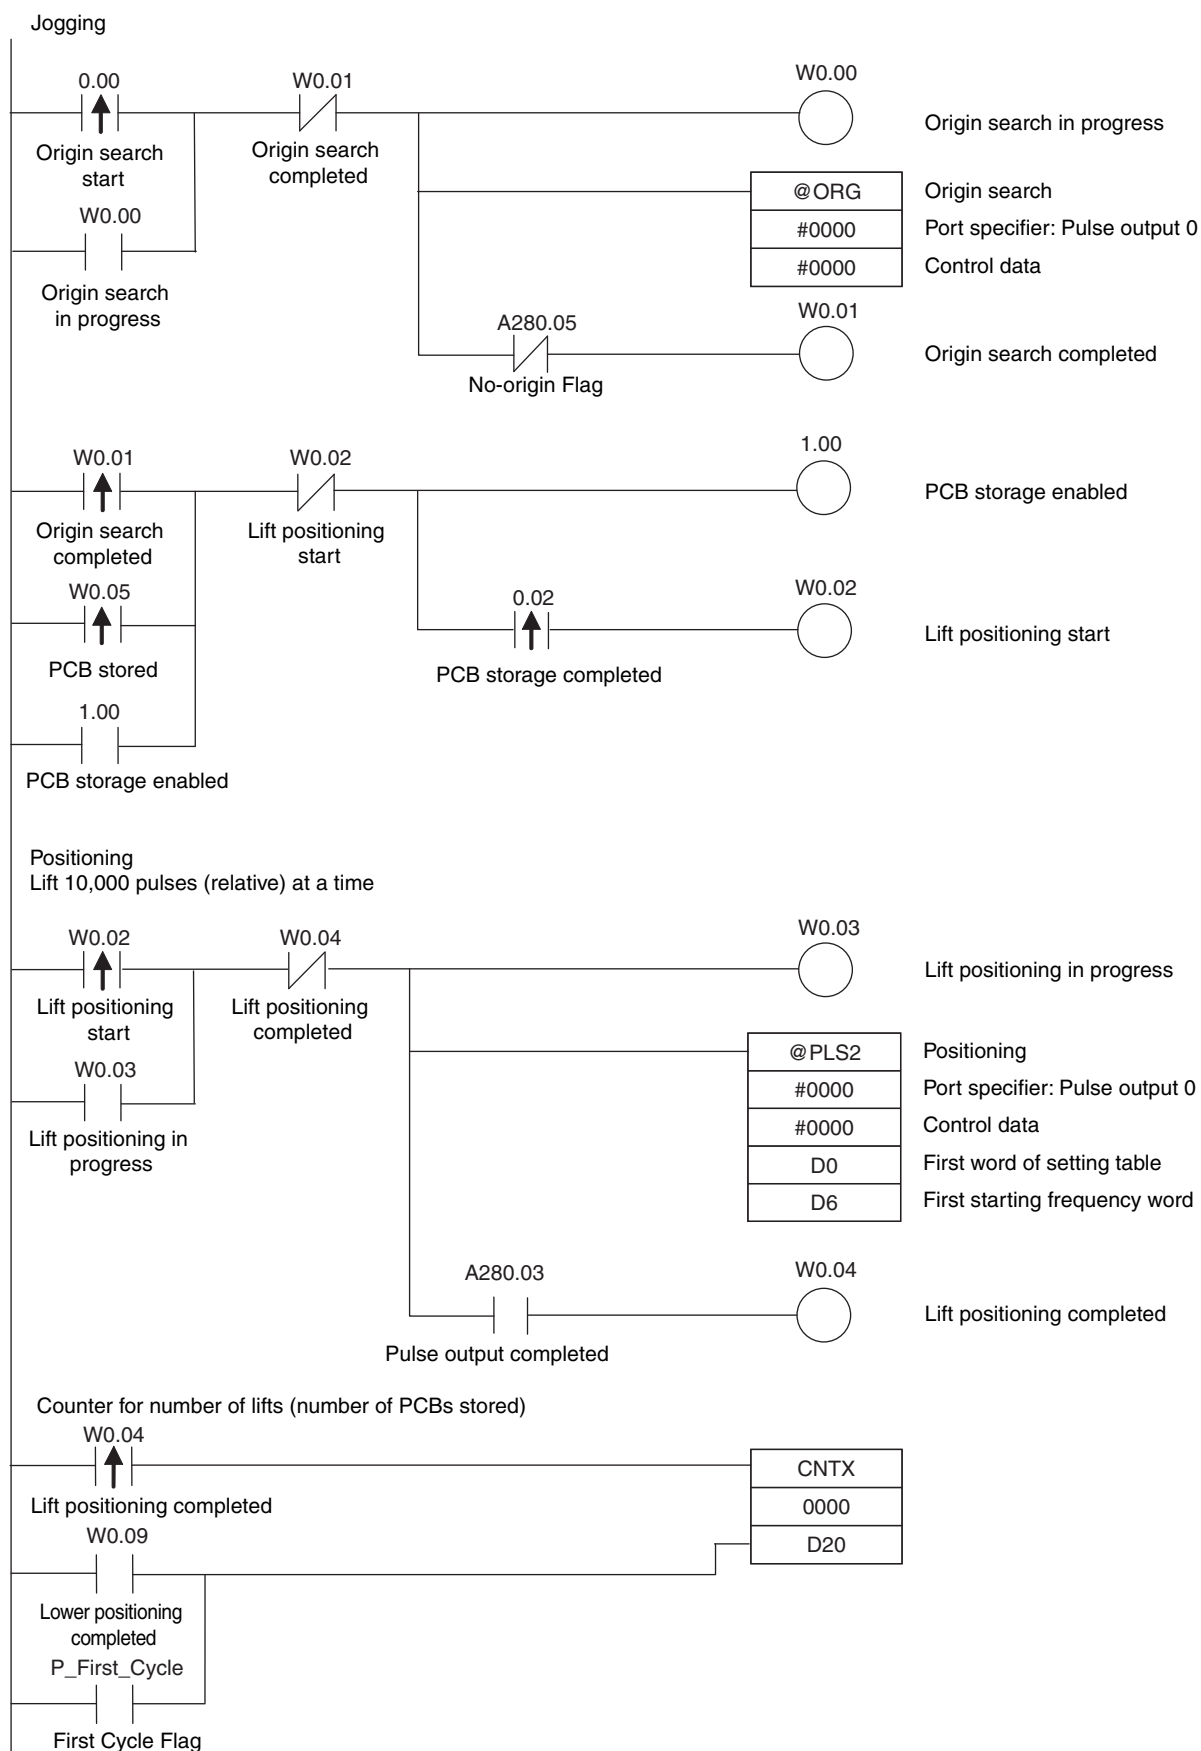 Jogging
0.00
W0.01
W0.00
Origin search
start
Origin search
completed
Origin search in progress
W0.00
Origin search
in progress
@ORG
Origin search
#0000
Port specifier: Pulse output 0
#0000
Control data
A280.05
No-origin Flag
W0.01
Origin search completed
W0.01
W0.02
1.00
Origin search
completed
Lift positioning
start
PCB storage enabled
W0.05
PCB stored
0.02
PCB storage completed
W0.02
Lift positioning start
1.00
PCB storage enabled
Positioning
Lift 10,000 pulses (relative) at a time
W0.02
W0.04
W0.03
Lift positioning
start
Lift positioning
completed
Lift positioning in progress
W0.03
Lift positioning in
progress
@PLS2
Positioning
#0000
Port specifier: Pulse output 0
#0000
Control data
D0
First word of setting table
D6
First starting frequency word
A280.03
Pulse output completed
W0.04
Lift positioning completed
Counter for number of lifts (number of PCBs stored)
W0.04
Lift positioning completed
CNTX
0000
D20
W0.09
Lower positioning
completed
P_First_Cycle
First Cycle Flag